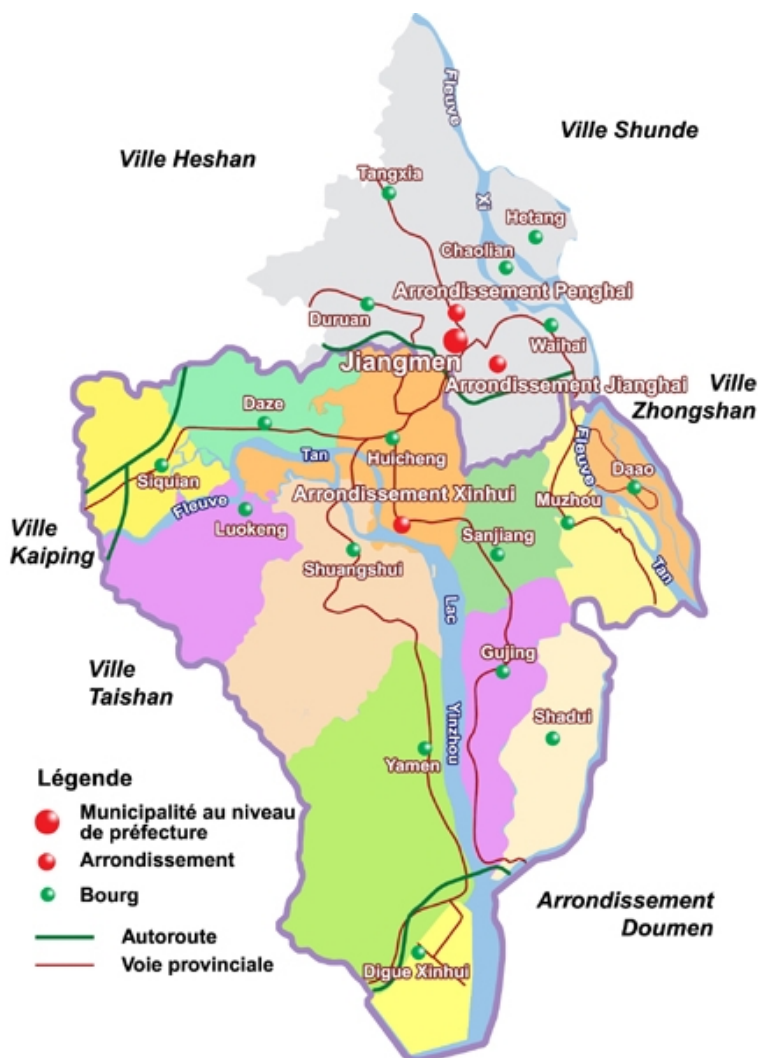 Fleuve
Ville Shunde
Ville Heshan
Tangxia
Xi
Hetang
Chaolian
Arrondissement Penghai
Duruan
Waihai
Jiangmen
Arrondissement Jianghai
Ville
Zhongshan
Daze
Huicheng
Tan
Fleuve
Daao
Siquian
Arrondissement Xinhui
Muzhou
Fleuve
Luokeng
Ville
Kaiping
Sanjiang
Shuangshui
Tan
Lac
Gujing
Ville
Taishan
Yinzhou
Shadui
Yamen
Légende
Municipalité au niveau
de préfecture
Arrondissement
Bourg
Arrondissement
Doumen
Autoroute
Voie provinciale
Digue Xinhui